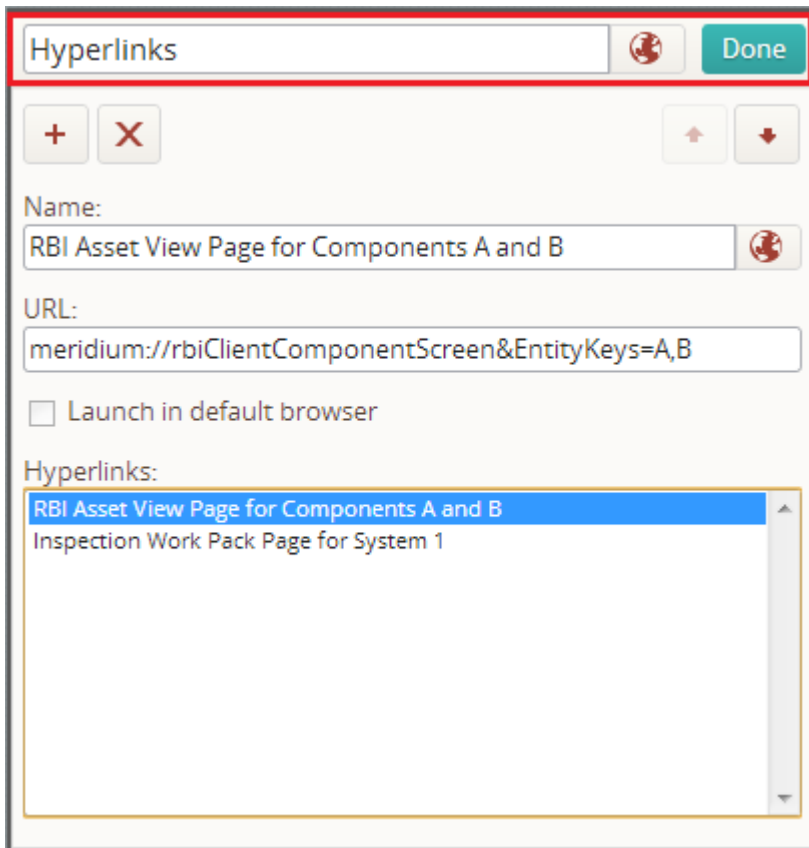 Hyperlinks Done
Name:
RBI Asset View Page for Components A and B
URL:
meridium://rbiClientComponentScreen&EntityKeys=A,B
Launch in default browser
Hyperlinks:
RBI Asset View Page for Components A and B
Inspection Work Pack Page for System 1